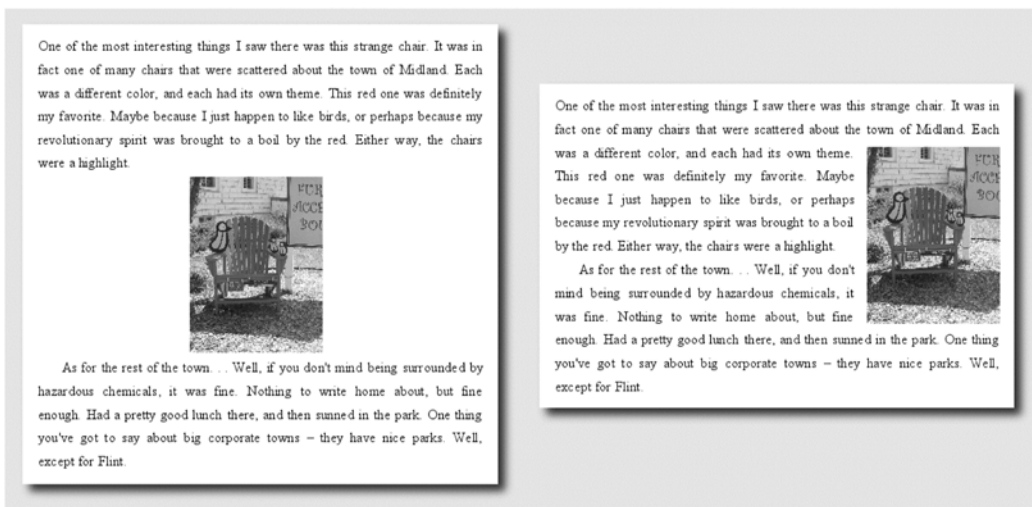 One of the most interesting things I saw there was this strange chair. It was in
fact one of many chairs that were scattered about the town of Midland. Each
was a different color, and each had its own theme. This red one was definitely
my favorite. Maybe because I just happen to like birds, or perhaps because my
revolutionary spirit was brought to a boil by the red. Either way, the chairs
were a highlight.
FUR
ACCE
BOU
As for the rest of the town. . . Well, if you don't mind being surrounded by
hazardous chemicals, it was fine. Nothing to write home about, but fine
enough. Had a pretty good lunch there, and then sunned in the park. One thing
you've got to say about big corporate towns – they have nice parks. Well,
except for Flint.
One of the most interesting things I saw there was this strange chair. It was in
fact one of many chairs that were scattered about the town of Midland. Each
was a different color, and each had its own theme.
This red one was definitely my favorite. Maybe
because I just happen to like birds, or perhaps
because my revolutionary spirit was brought to a boil
by the red. Either way, the chairs were a highlight.
As for the rest of the town. . . Well, if you don't
mind being surrounded by hazardous chemicals, it
was fine. Nothing to write home about, but fine
enough. Had a pretty good lunch there, and then sunned in the park. One thing
you've got to say about big corporate towns – they have nice parks. Well,
except for Flint.
FUR
ACCE
BOU